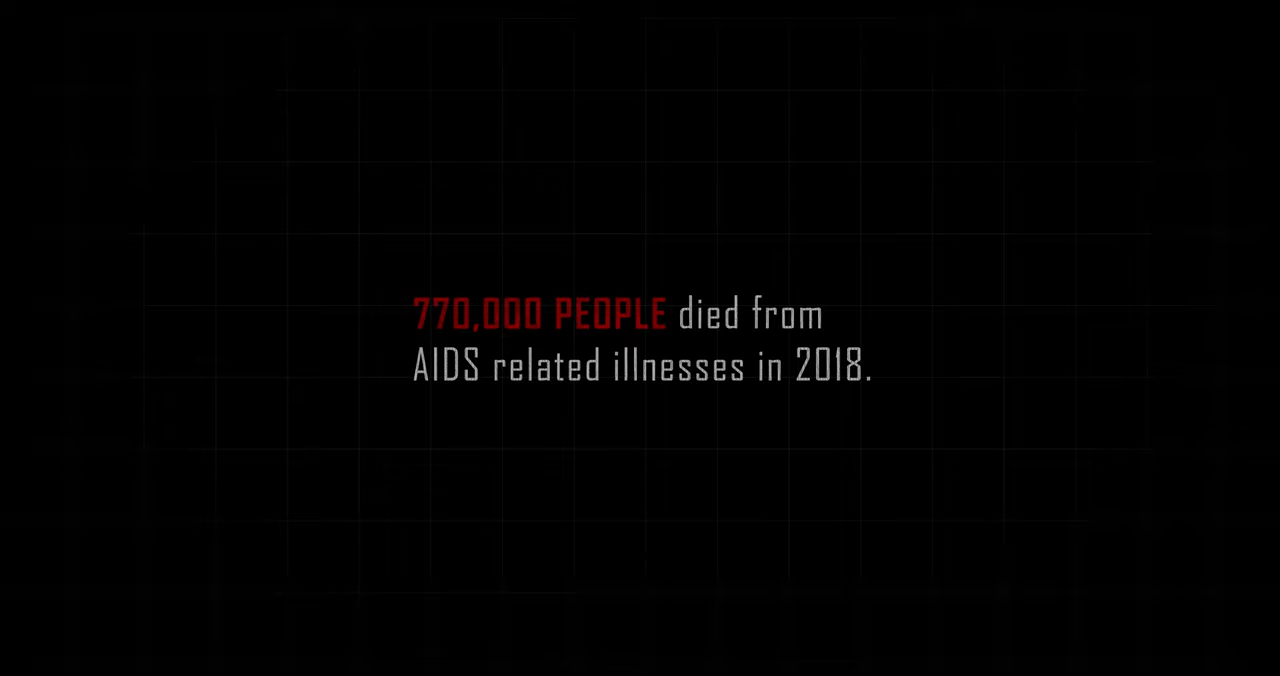 770,000 PEOPLE died from
AIDS related illnesses in 2018.